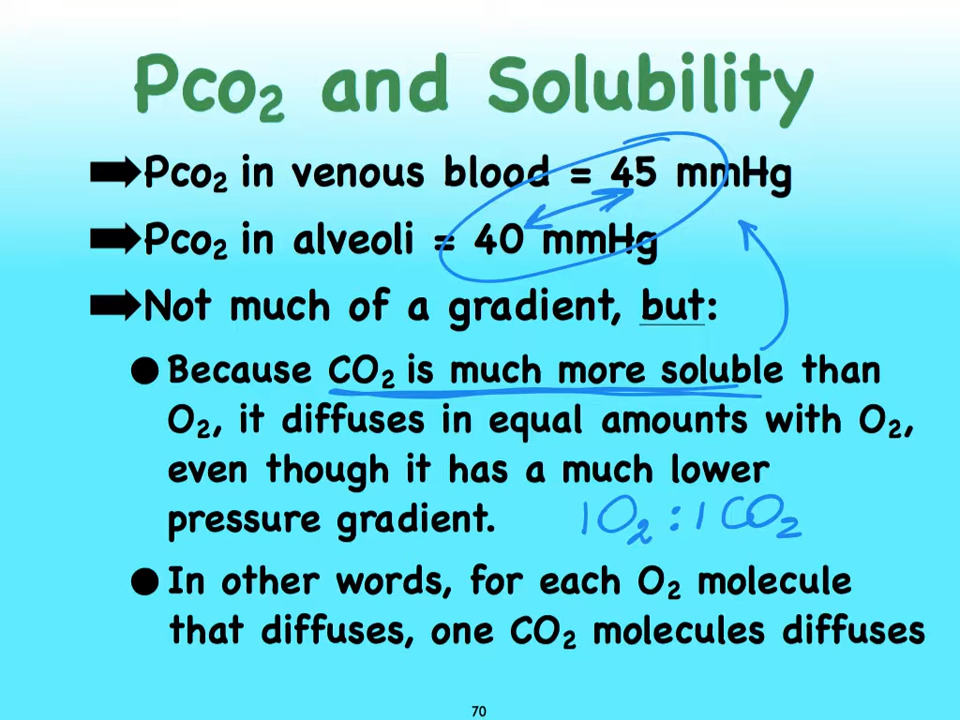 Pco₂ and Solubility
➡Pco₂ in venous blood = 45 mmHg
➡Pco₂ in alveoli = 40 mmHg
➡Not much of a gradient, but:
● Because CO₂ is much more soluble than
O₂, it diffuses in equal amounts with O₂,
even though it has a much lower
pressure gradient.
1O₂:1CO₂
● In other words, for each O₂ molecule
that diffuses, one CO₂ molecules diffuses
70